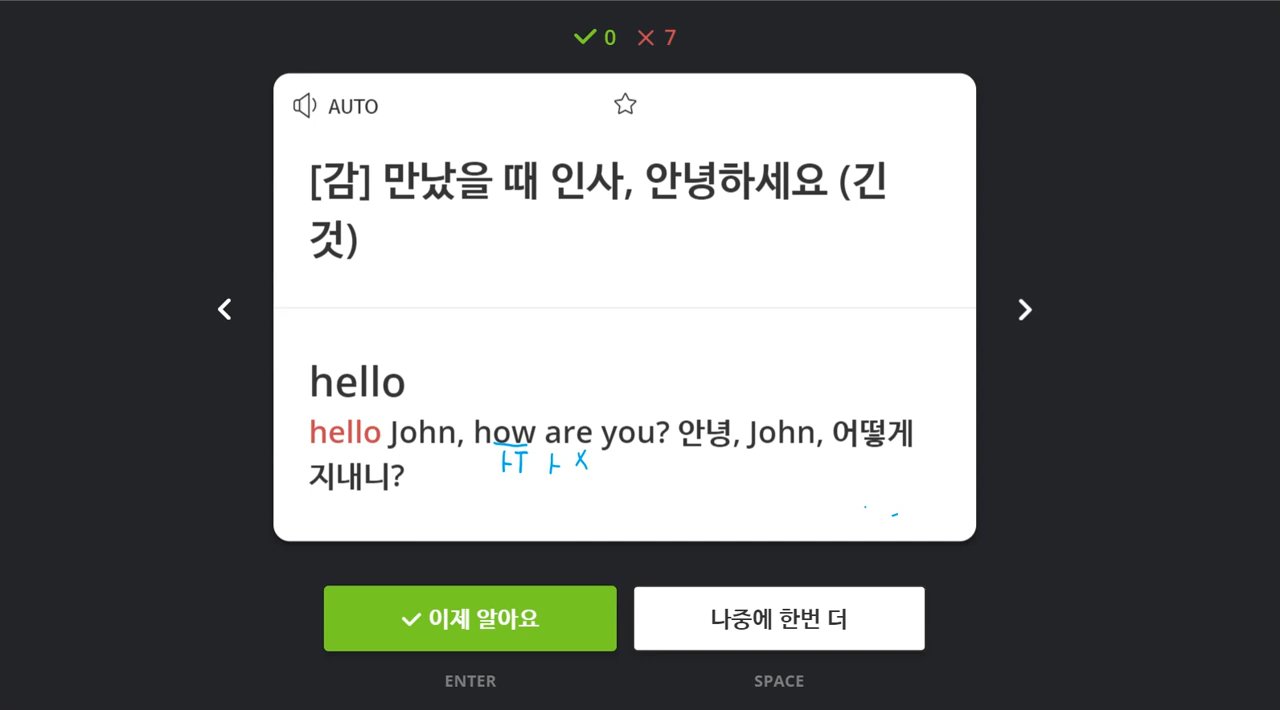 0 7
AUTO
[감] 만났을 때 인사, 안녕하세요 (긴
것)
hello
hello John, how are you? 안녕, John, 어떻게
ㅏㅜ ㅏ X
지내니?
이제 알아요 나중에 한번 더
ENTER SPACE